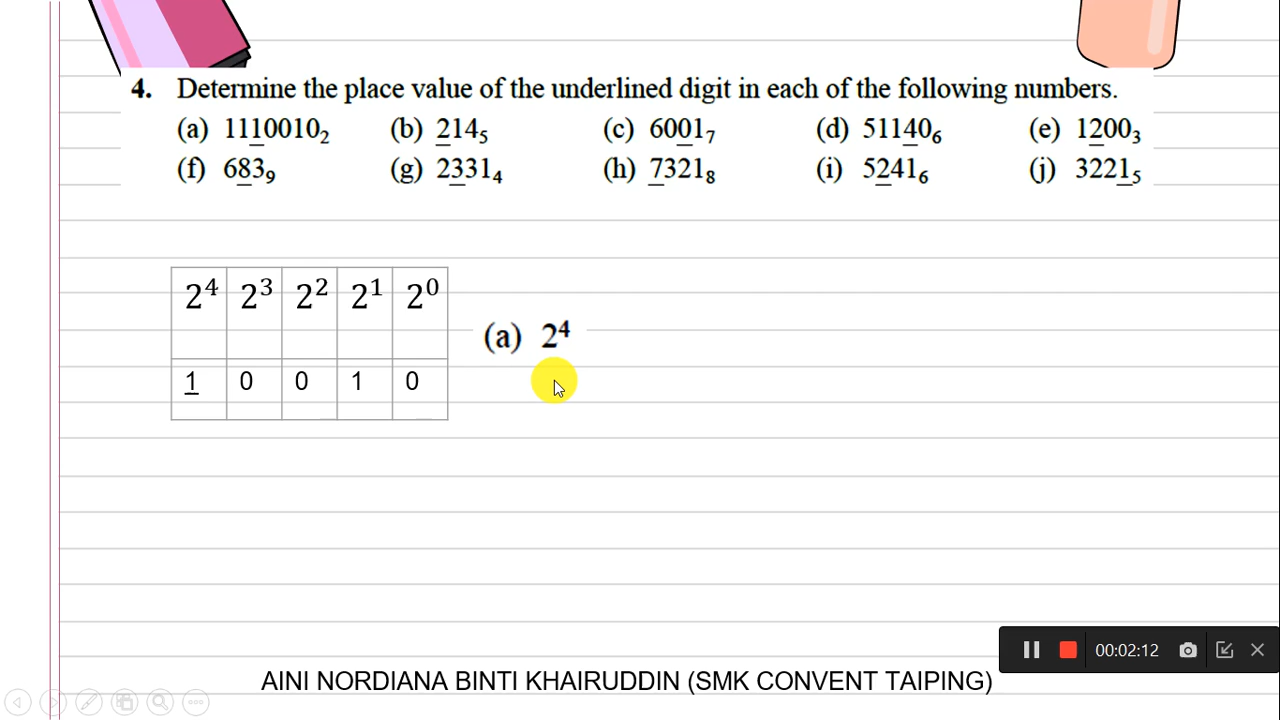 4. Determine the place value of the underlined digit in each of the following numbers.
(a) 1110010₂ (b) 214₅ (c) 6001₇ (d) 51140₆ (e) 1200₃
(f) 683₉ (g) 2331₄ (h) 7321₈ (i) 5241₆ (j) 3221₅
2⁴ 2³ 2² 2¹ 2⁰
(a) 2⁴
1 0 0 1 0
00:02:12
AINI NORDIANA BINTI KHAIRUDDIN (SMK CONVENT TAIPING)